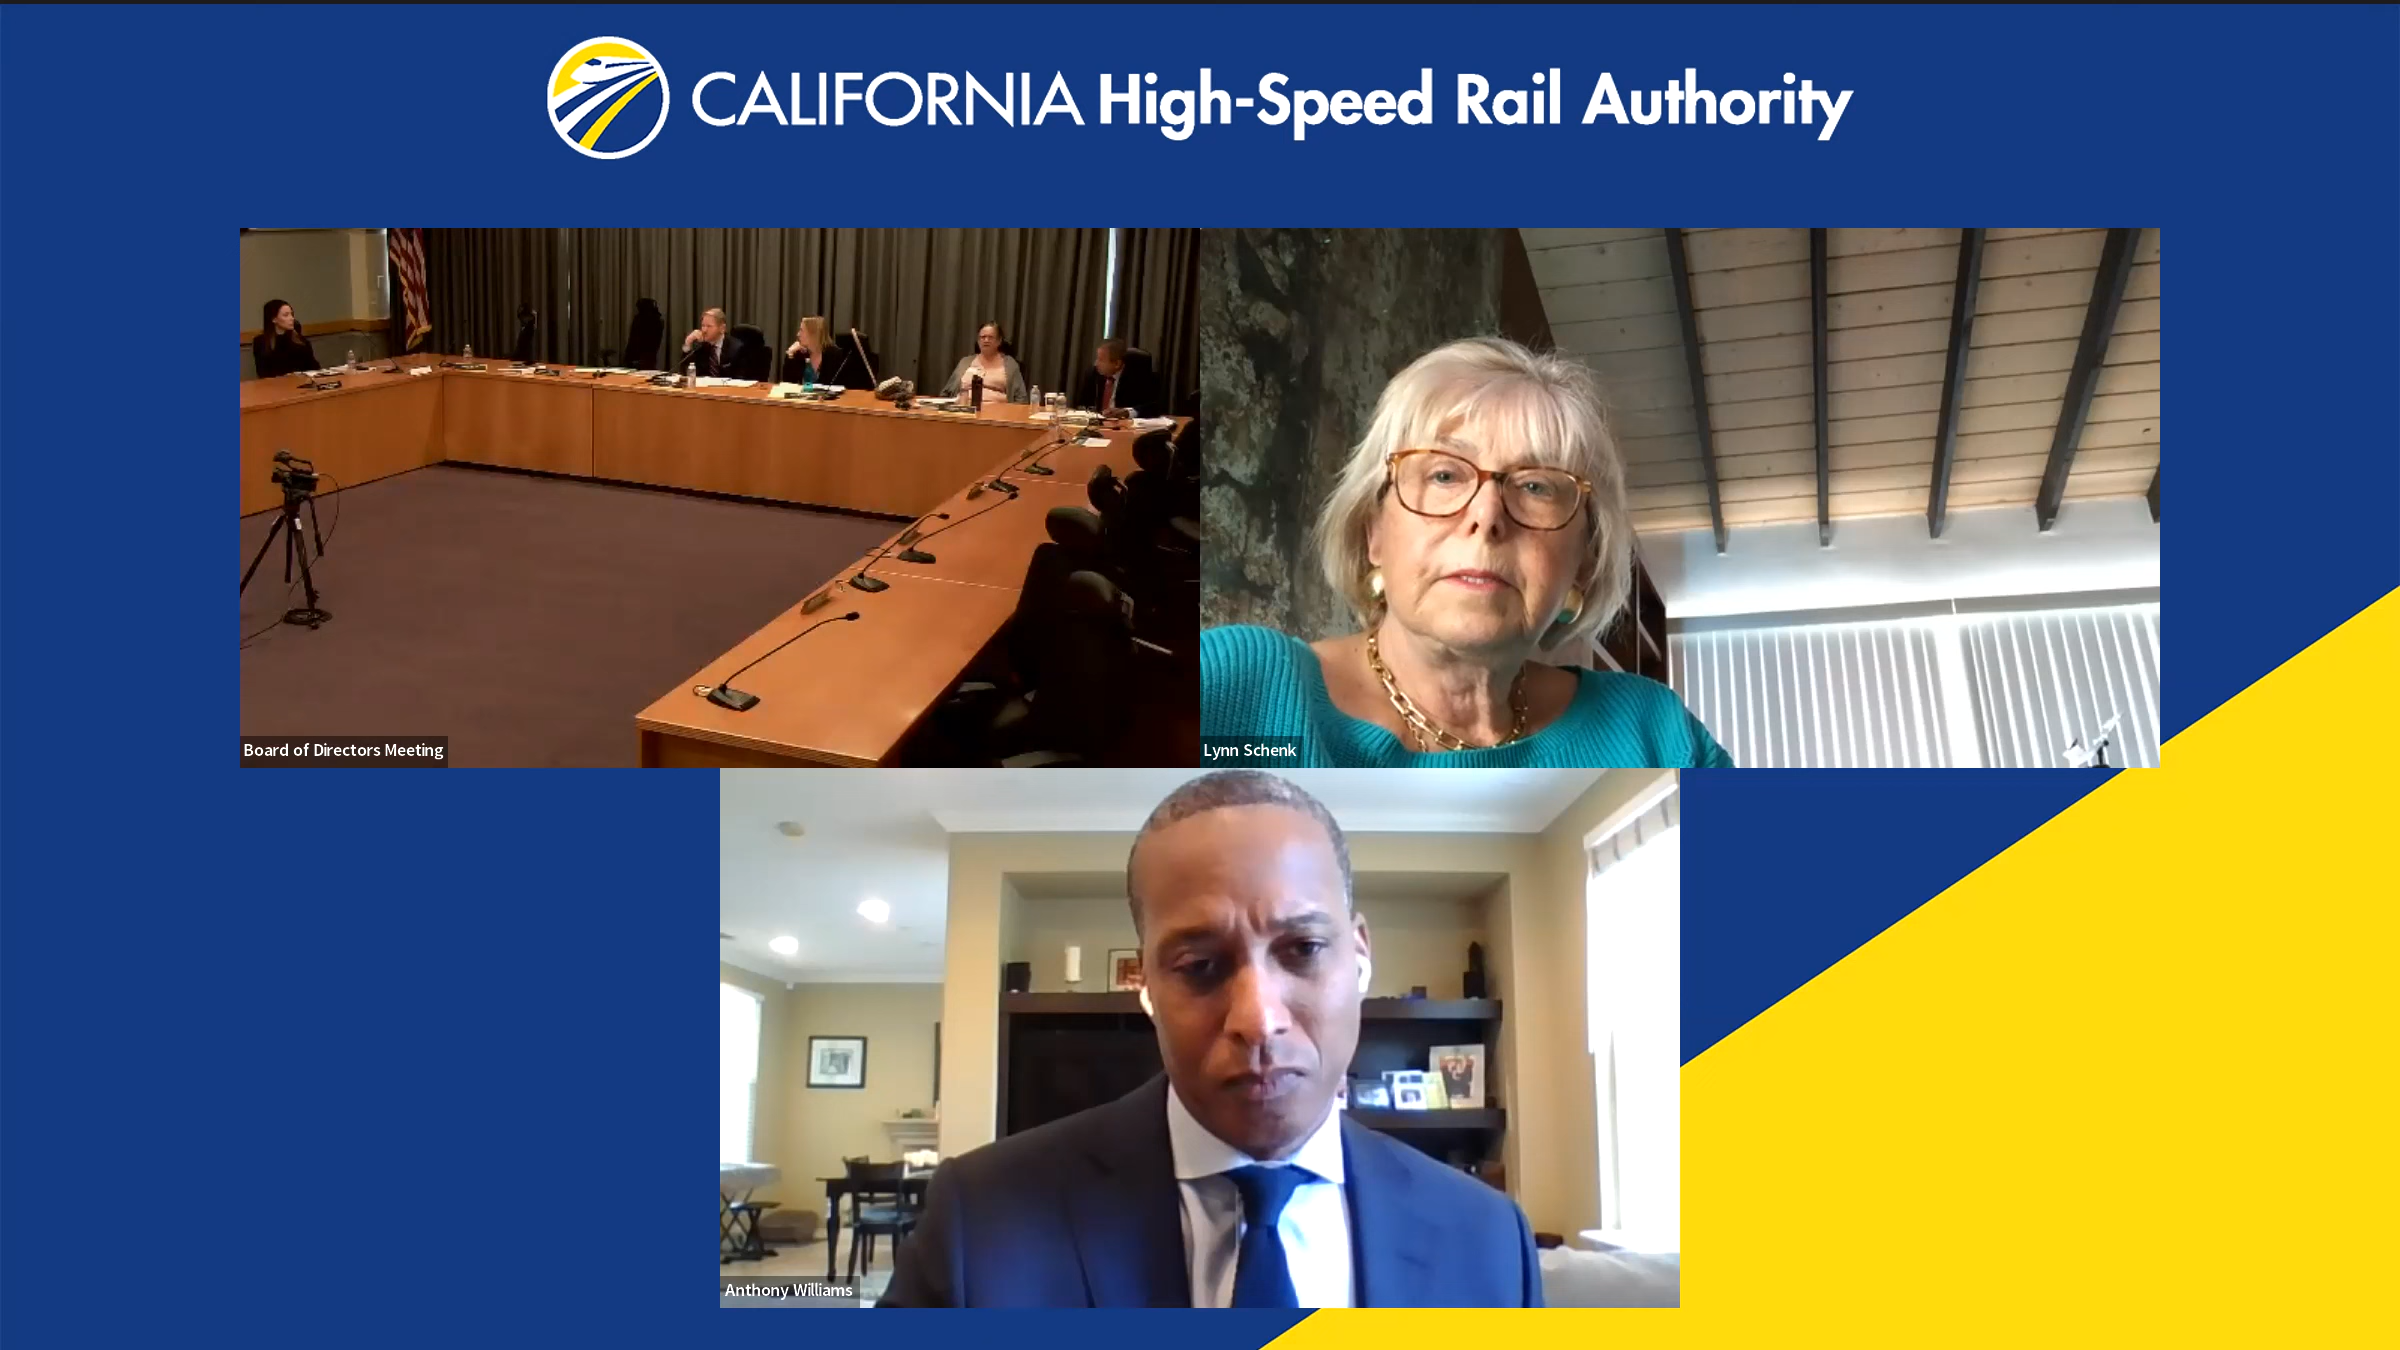 CALIFORNIA High-Speed Rail Authority
Board of Directors Meeting
Lynn Schenk
Anthony Williams